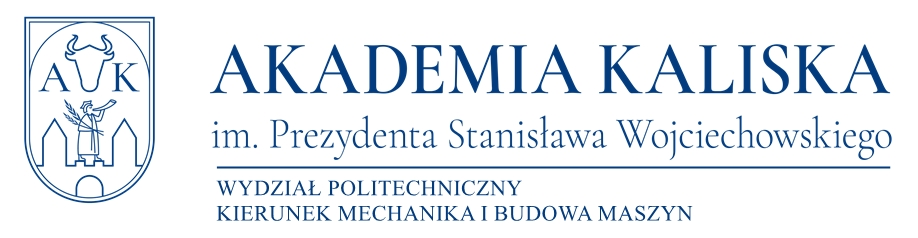 A K
AKADEMIA KALISKA
im. Prezydenta Stanisława Wojciechowskiego
WYDZIAŁ POLITECHNICZNY
KIERUNEK MECHANIKA I BUDOWA MASZYN